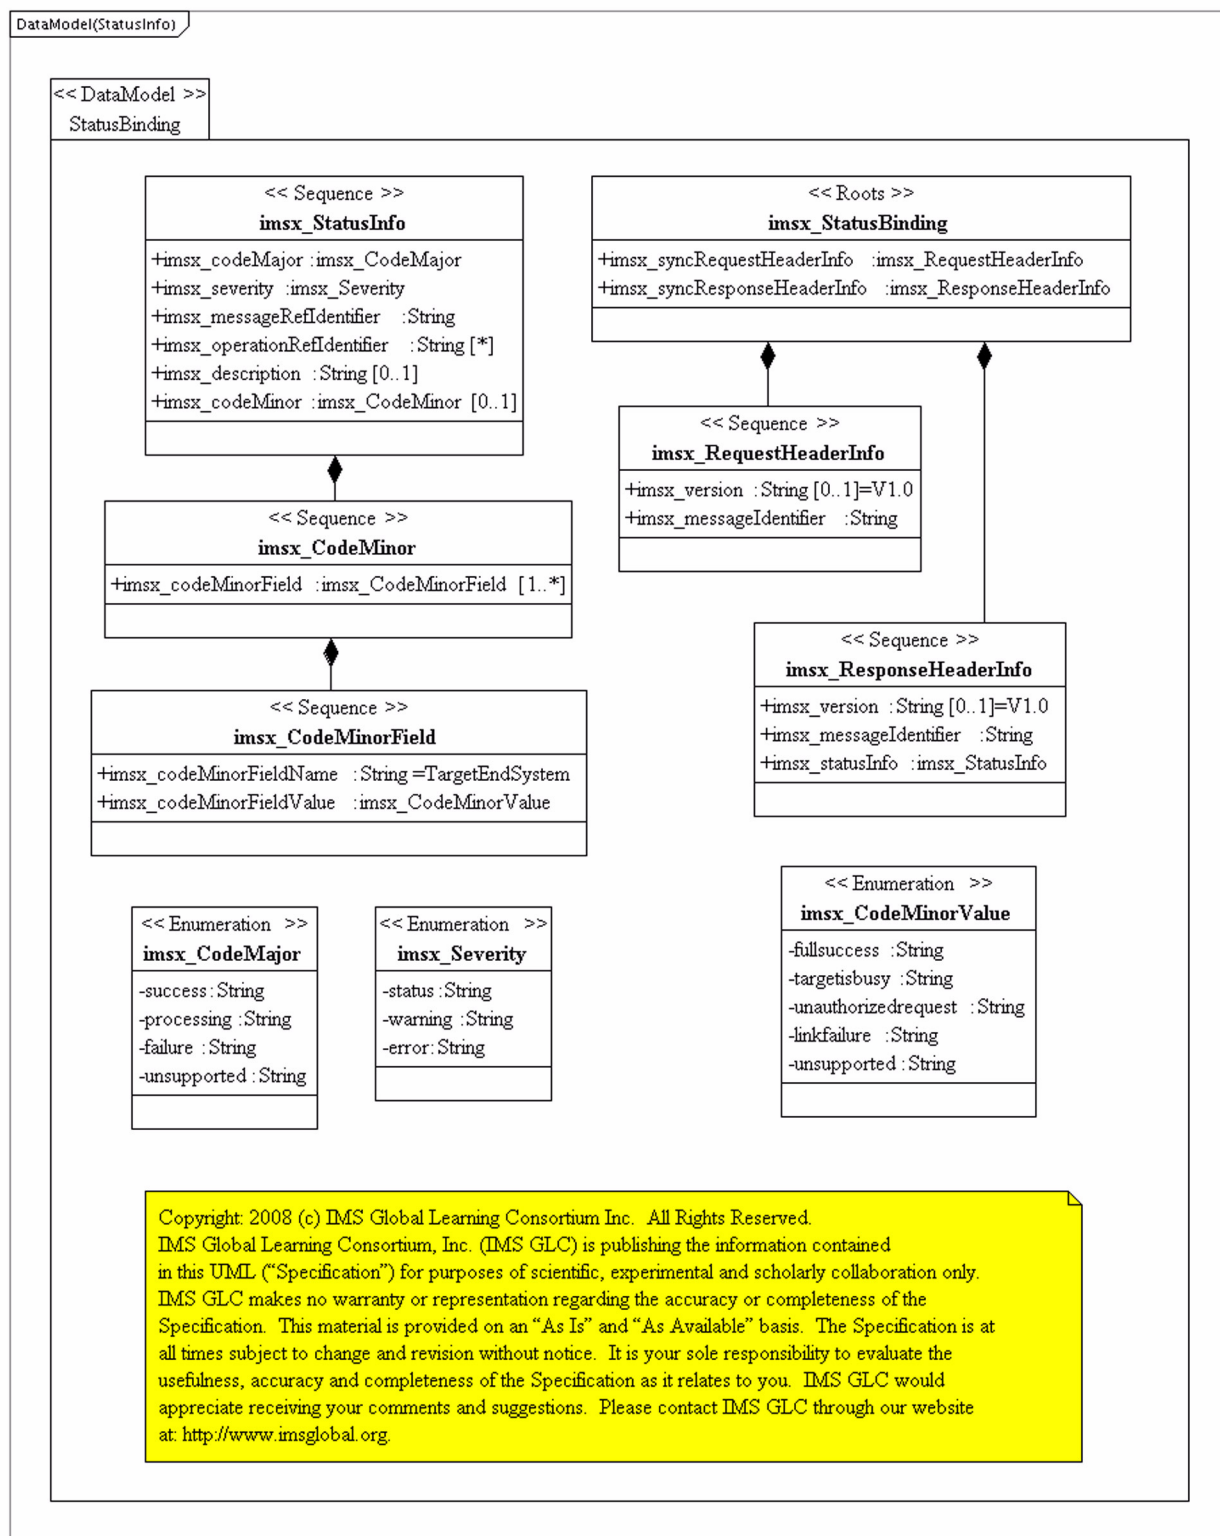 DataModel(StatusInfo)
<< DataModel >>
StatusBinding
<< Sequence >>
imsx_StatusInfo
+imsx_codeMajor :imsx_CodeMajor
+imsx_severity :imsx_Severity
+imsx_messageRefIdentifier :String
+imsx_operationRefIdentifier :String [*]
+imsx_description :String [0..1]
+imsx_codeMinor :imsx_CodeMinor [0..1]
<< Roots >>
imsx_StatusBinding
+imsx_syncRequestHeaderInfo :imsx_RequestHeaderInfo
+imsx_syncResponseHeaderInfo :imsx_ResponseHeaderInfo
<< Sequence >>
imsx_RequestHeaderInfo
+imsx_version :String [0..1]=V1.0
+imsx_messageIdentifier :String
<< Sequence >>
imsx_CodeMinor
+imsx_codeMinorField :imsx_CodeMinorField [1..*]
<< Sequence >>
imsx_ResponseHeaderInfo
+imsx_version :String [0..1]=V1.0
+imsx_messageIdentifier :String
+imsx_statusInfo :imsx_StatusInfo
<< Sequence >>
imsx_CodeMinorField
+imsx_codeMinorFieldName :String =TargetEndSystem
+imsx_codeMinorFieldValue :imsx_CodeMinorValue
<< Enumeration >>
imsx_CodeMajor
-success:String
-processing :String
-failure :String
-unsupported :String
<< Enumeration >>
imsx_Severity
-status:String
-warning :String
-error:String
<< Enumeration >>
imsx_CodeMinorValue
-fullsuccess :String
-targetisbusy :String
-unauthorizedrequest :String
-linkfailure :String
-unsupported :String
Copyright: 2008 (c) IMS Global Learning Consortium Inc. All Rights Reserved.
IMS Global Learning Consortium, Inc. (IMS GLC) is publishing the information contained
in this UML (“Specification”) for purposes of scientific, experimental and scholarly collaboration only.
IMS GLC makes no warranty or representation regarding the accuracy or completeness of the
Specification. This material is provided on an “As Is” and “As Available” basis. The Specification is at
all times subject to change and revision without notice. It is your sole responsibility to evaluate the
usefulness, accuracy and completeness of the Specification as it relates to you. IMS GLC would
appreciate receiving your comments and suggestions. Please contact IMS GLC through our website
at: http://www.imsglobal.org.